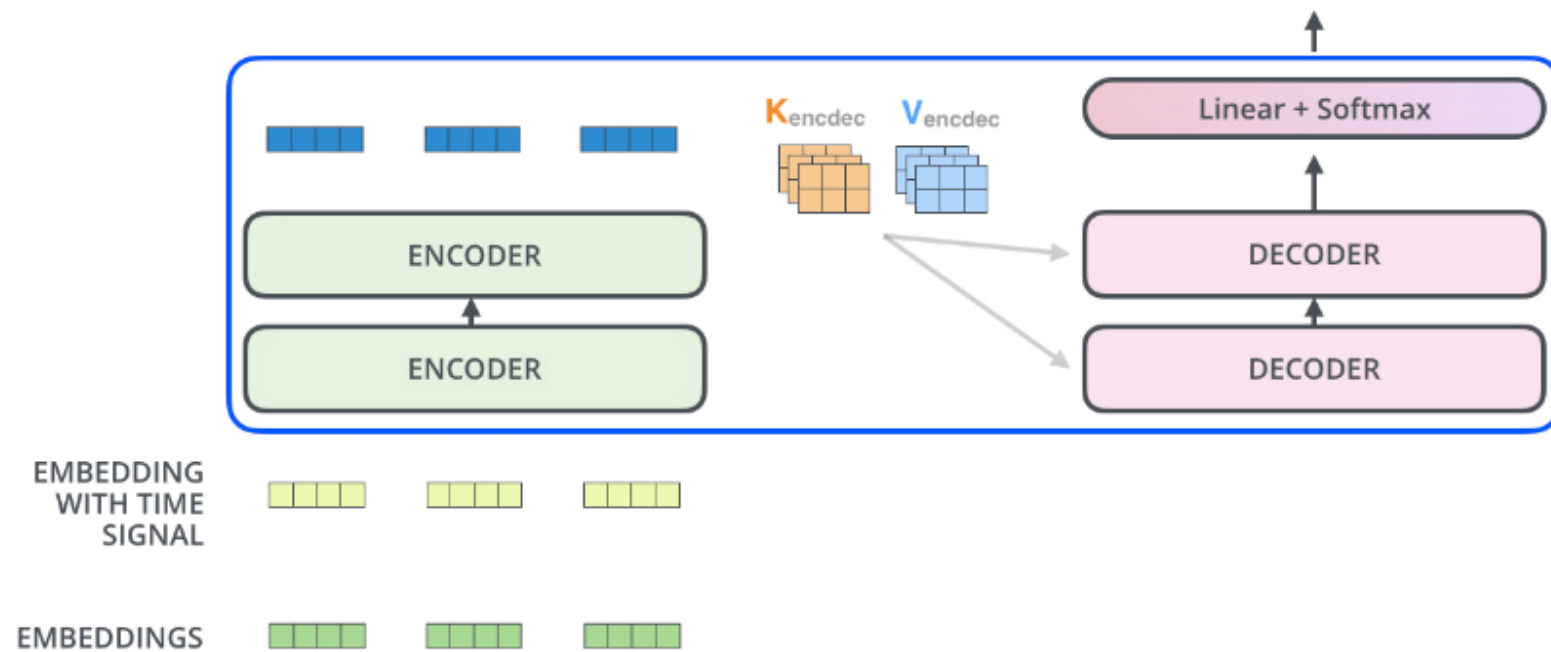 Kencdec Vencdec
Linear + Softmax
ENCODER
DECODER
ENCODER
DECODER
EMBEDDING
WITH TIME
SIGNAL
EMBEDDINGS